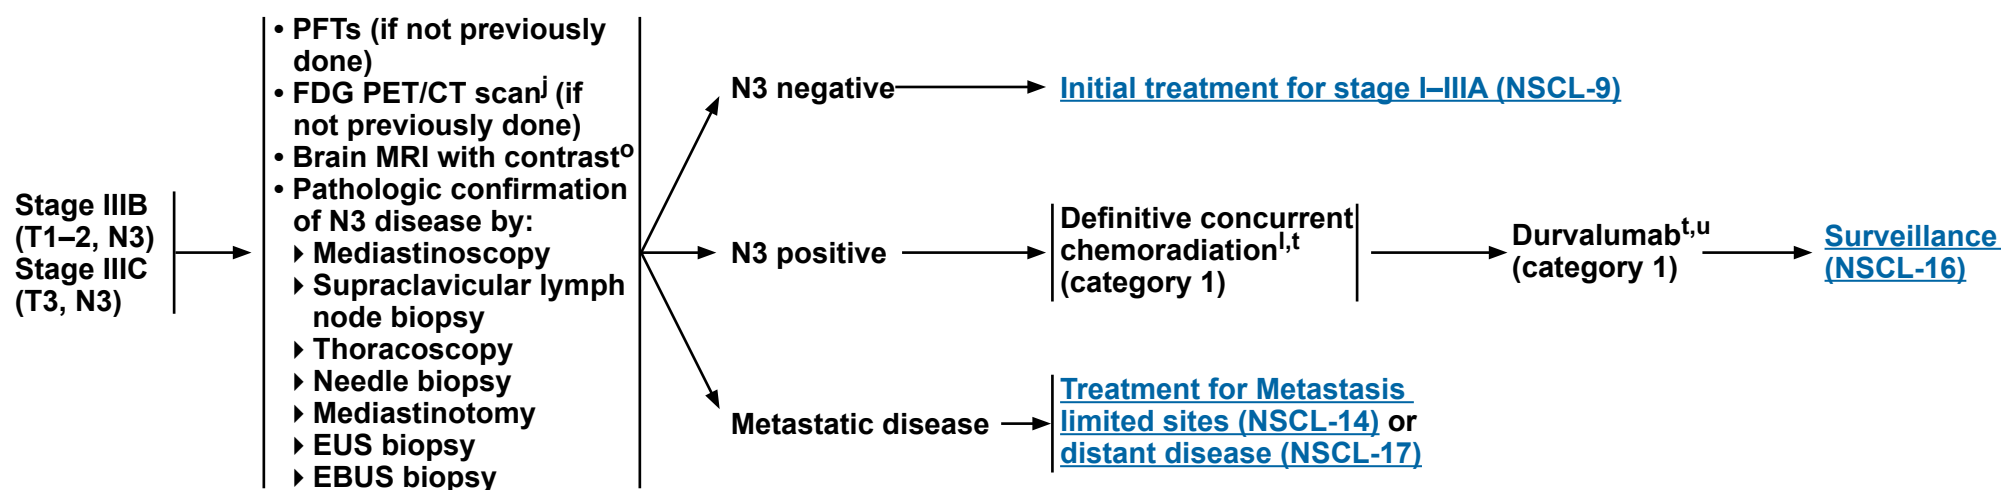 Stage IIIB
(T1–2, N3)
Stage IIIC
(T3, N3)
• PFTs (if not previously
done)
• FDG PET/CT scanj (if
not previously done)
• Brain MRI with contrasto
• Pathologic confirmation
of N3 disease by:
▸ Mediastinoscopy
▸ Supraclavicular lymph
node biopsy
▸ Thoracoscopy
▸ Needle biopsy
▸ Mediastinotomy
▸ EUS biopsy
▸ EBUS biopsy
N3 negative
Initial treatment for stage I–IIIA (NSCL-9)
N3 positive
Definitive concurrent
chemoradiationl,t
(category 1)
Durvalumabt,u
(category 1)
Surveillance
(NSCL-16)
Metastatic disease
Treatment for Metastasis
limited sites (NSCL-14) or
distant disease (NSCL-17)